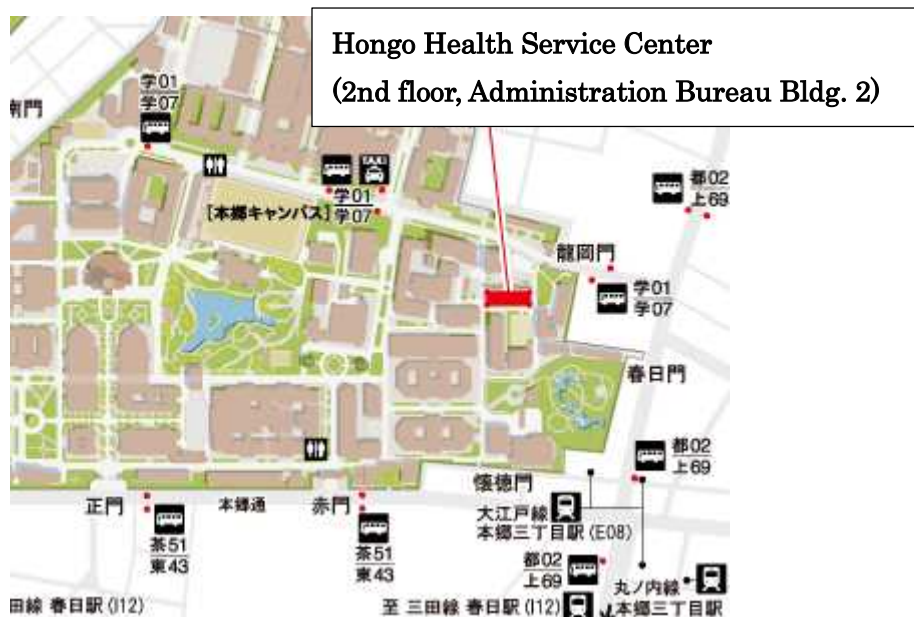 Hongo Health Service Center
(2nd floor, Administration Bureau Bldg. 2)
学01
学07
南門
TAXI
学01
学07
[本郷キャンパス]
都02
上69
龍岡門
学01
学07
春日門
都02
上69
懐徳門
大江戸線
本郷三丁目駅(E08)
正門
本郷通
赤門
茶51
東43
茶51
東43
都02
上69
丸ノ内線
本郷三丁目駅
田線 春日駅(I12)
至 三田線 春日駅(I12)